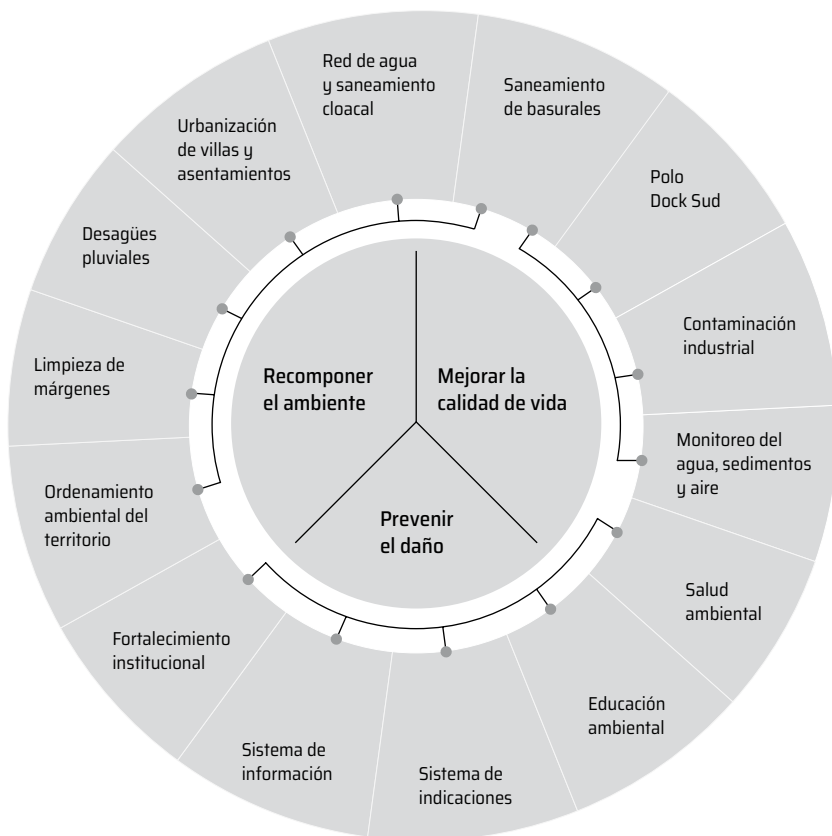 Red de agua
y saneamiento
cloacal
Saneamiento
de basurales
Polo
Dock Sud
Contaminación
industrial
Monitoreo del
agua, sedimentos
y aire
Salud
ambiental
Educación
ambiental
Sistema de
indicaciones
Sistema de
información
Fortalecimiento
institucional
Ordenamiento
ambiental del
territorio
Limpieza de
márgenes
Desagües
pluviales
Urbanización
de villas y
asentamientos
Recomponer
el ambiente
Mejorar la
calidad de vida
Prevenir
el daño